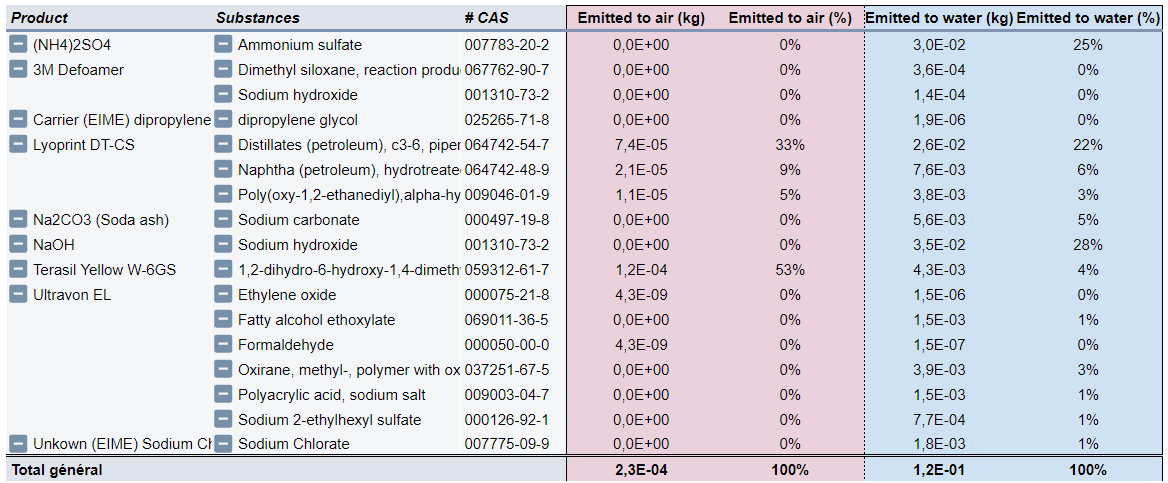 Product Substances # CAS Emitted to air (kg) Emitted to air (%) Emitted to water (kg) Emitted to water (%)
(NH4)2SO4 Ammonium sulfate 007783-20-2 0,0E+00 0% 3,0E-02 25%
3M Defoamer Dimethyl siloxane, reaction produ 067762-90-7 0,0E+00 0% 3,6E-04 0%
Sodium hydroxide 001310-73-2 0,0E+00 0% 1,4E-04 0%
Carrier (EIME) dipropylene dipropylene glycol 025265-71-8 0,0E+00 0% 1,9E-06 0%
Lyoprint DT-CS Distillates (petroleum), c3-6, piper 064742-54-7 7,4E-05 33% 2,6E-02 22%
Naphtha (petroleum), hydrotreate 064742-48-9 2,1E-05 9% 7,6E-03 6%
Poly(oxy-1,2-ethanediyl),alpha-hy 009046-01-9 1,1E-05 5% 3,8E-03 3%
Na2CO3 (Soda ash) Sodium carbonate 000497-19-8 0,0E+00 0% 5,6E-03 5%
NaOH Sodium hydroxide 001310-73-2 0,0E+00 0% 3,5E-02 28%
Terasil Yellow W-6GS 1,2-dihydro-6-hydroxy-1,4-dimethy 059312-61-7 1,2E-04 53% 4,3E-03 4%
Ultravon EL Ethylene oxide 000075-21-8 4,3E-09 0% 1,5E-06 0%
Fatty alcohol ethoxylate 069011-36-5 0,0E+00 0% 1,5E-03 1%
Formaldehyde 000050-00-0 4,3E-09 0% 1,5E-07 0%
Oxirane, methyl-, polymer with ox 037251-67-5 0,0E+00 0% 3,9E-03 3%
Polyacrylic acid, sodium salt 009003-04-7 0,0E+00 0% 1,5E-03 1%
Sodium 2-ethylhexyl sulfate 000126-92-1 0,0E+00 0% 7,7E-04 1%
Unkown (EIME) Sodium Ch Sodium Chlorate 007775-09-9 0,0E+00 0% 1,8E-03 1%
Total général 2,3E-04 100% 1,2E-01 100%